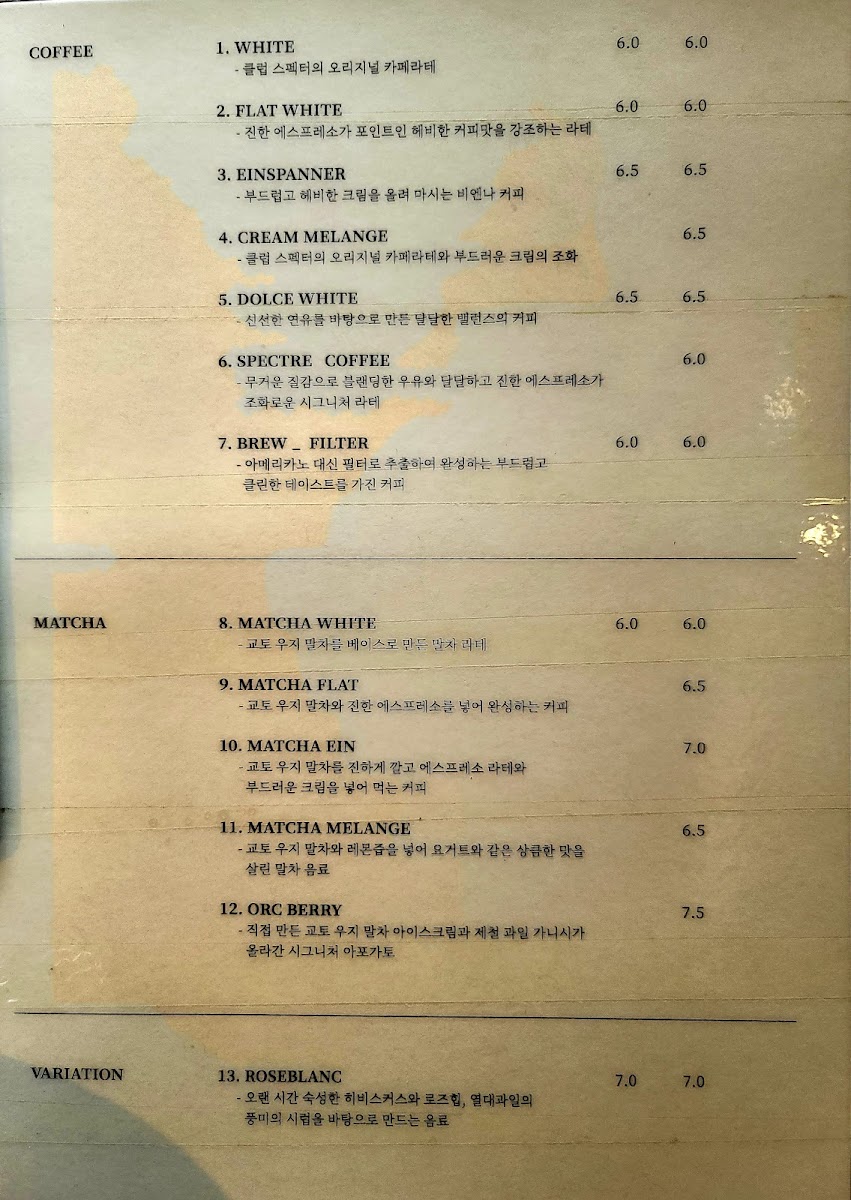 COFFEE
1. WHITE 6.0 6.0
- 클럽 스펙터의 오리지널 카페라테
2. FLAT WHITE 6.0 6.0
- 진한 에스프레소가 포인트인 헤비한 커피맛을 강조하는 라테
3. EINSPANNER 6.5 6.5
- 부드럽고 헤비한 크림을 올려 마시는 비엔나 커피
4. CREAM MELANGE 6.5
- 클럽 스펙터의 오리지널 카페라테와 부드러운 크림의 조화
5. DOLCE WHITE 6.5 6.5
- 신선한 연유를 바탕으로 만든 달달한 밸런스의 커피
6. SPECTRE COFFEE 6.0
- 무거운 질감으로 블랜딩한 우유와 달달하고 진한 에스프레소가
조화로운 시그니처 라테
7. BREW _ FILTER 6.0 6.0
- 아메리카노 대신 필터로 추출하여 완성하는 부드럽고
클린한 테이스트를 가진 커피
MATCHA
8. MATCHA WHITE 6.0 6.0
- 교토 우지 말차를 베이스로 만든 말차 라테
9. MATCHA FLAT 6.5
- 교토 우지 말차와 진한 에스프레소를 넣어 완성하는 커피
10. MATCHA EIN 7.0
- 교토 우지 말차를 진하게 깔고 에스프레소 라테와
부드러운 크림을 넣어 먹는 커피
11. MATCHA MELANGE 6.5
- 교토 우지 말차와 레몬즙을 넣어 요거트와 같은 상큼한 맛을
살린 말차 음료
12. ORC BERRY 7.5
- 직접 만든 교토 우지 말차 아이스크림과 제철 과일 가니시가
올라간 시그니처 아포가토
VARIATION
13. ROSEBLANC 7.0 7.0
- 오랜 시간 숙성한 히비스커스와 로즈힙, 열대과일의
풍미의 시럽을 바탕으로 만드는 음료